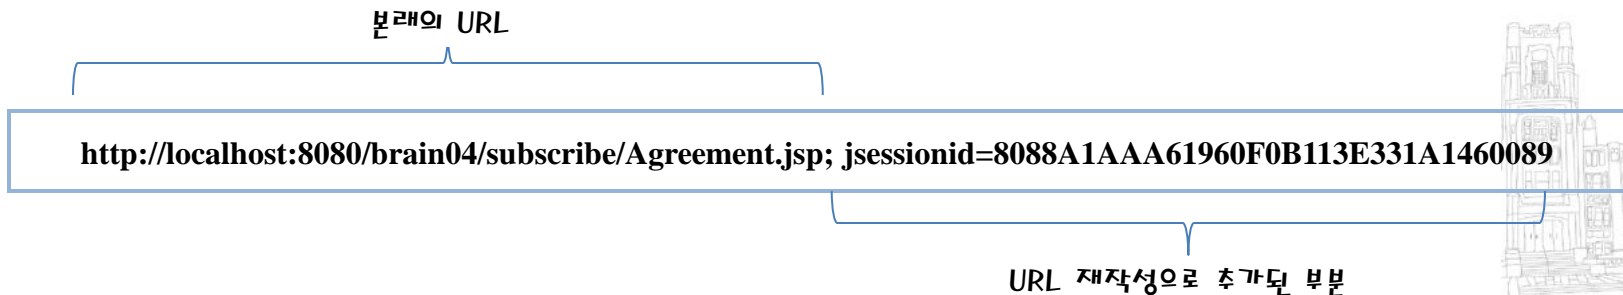 본래의 URL
http://localhost:8080/brain04/subscribe/Agreement.jsp; jsessionid=8088A1AAA61960F0B113E331A1460089
URL 재작성으로 추가된 부분